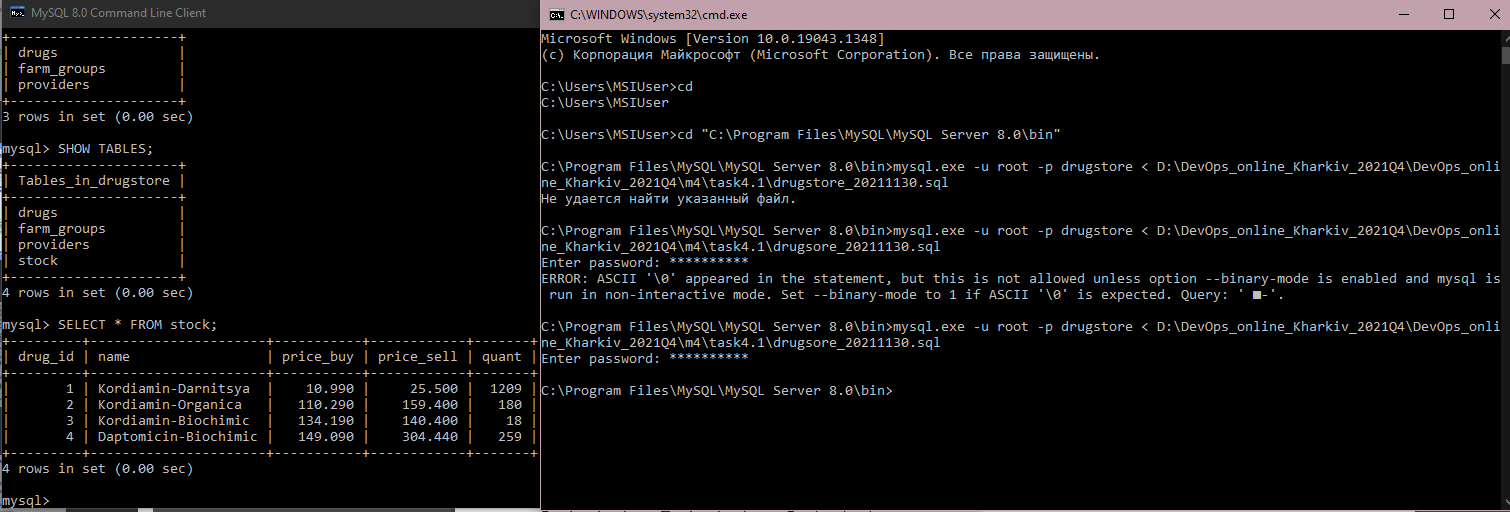 MySQL 8.0 Command Line Client
+---------------------+
| drugs               |
| farm_groups         |
| providers           |
+---------------------+
3 rows in set (0.00 sec)
mysql> SHOW TABLES;
+---------------------+
| Tables_in_drugstore |
+---------------------+
| drugs               |
| farm_groups         |
| providers           |
| stock               |
+---------------------+
4 rows in set (0.00 sec)
mysql> SELECT * FROM stock;
+---------+----------------------+-----------+------------+-------+
| drug_id | name                 | price_buy | price_sell | quant |
+---------+----------------------+-----------+------------+-------+
|       1 | Kordiamin-Darnitsya  |    10.990 |     25.500 |  1209 |
|       2 | Kordiamin-Organica   |   110.290 |    159.400 |   180 |
|       3 | Kordiamin-Biochimic  |   134.190 |    140.400 |    18 |
|       4 | Daptomicin-Biochimic |   149.090 |    304.440 |   259 |
+---------+----------------------+-----------+------------+-------+
4 rows in set (0.00 sec)
mysql>
C:\WINDOWS\system32\cmd.exe
Microsoft Windows [Version 10.0.19043.1348]
(c) Корпорация Майкрософт (Microsoft Corporation). Все права защищены.
C:\Users\MSIUser>cd
C:\Users\MSIUser
C:\Users\MSIUser>cd "C:\Program Files\MySQL\MySQL Server 8.0\bin"
C:\Program Files\MySQL\MySQL Server 8.0\bin>mysql.exe -u root -p drugstore < D:\DevOps_online_Kharkiv_2021Q4\DevOps_onli
ne_Kharkiv_2021Q4\m4\task4.1\drugstore_20211130.sql
Не удается найти указанный файл.
C:\Program Files\MySQL\MySQL Server 8.0\bin>mysql.exe -u root -p drugstore < D:\DevOps_online_Kharkiv_2021Q4\DevOps_onli
ne_Kharkiv_2021Q4\m4\task4.1\drugsore_20211130.sql
Enter password: **********
ERROR: ASCII '\0' appeared in the statement, but this is not allowed unless option --binary-mode is enabled and mysql is
 run in non-interactive mode. Set --binary-mode to 1 if ASCII '\0' is expected. Query: ' ■-'.
C:\Program Files\MySQL\MySQL Server 8.0\bin>mysql.exe -u root -p drugstore < D:\DevOps_online_Kharkiv_2021Q4\DevOps_onli
ne_Kharkiv_2021Q4\m4\task4.1\drugsore_20211130.sql
Enter password: **********
C:\Program Files\MySQL\MySQL Server 8.0\bin>